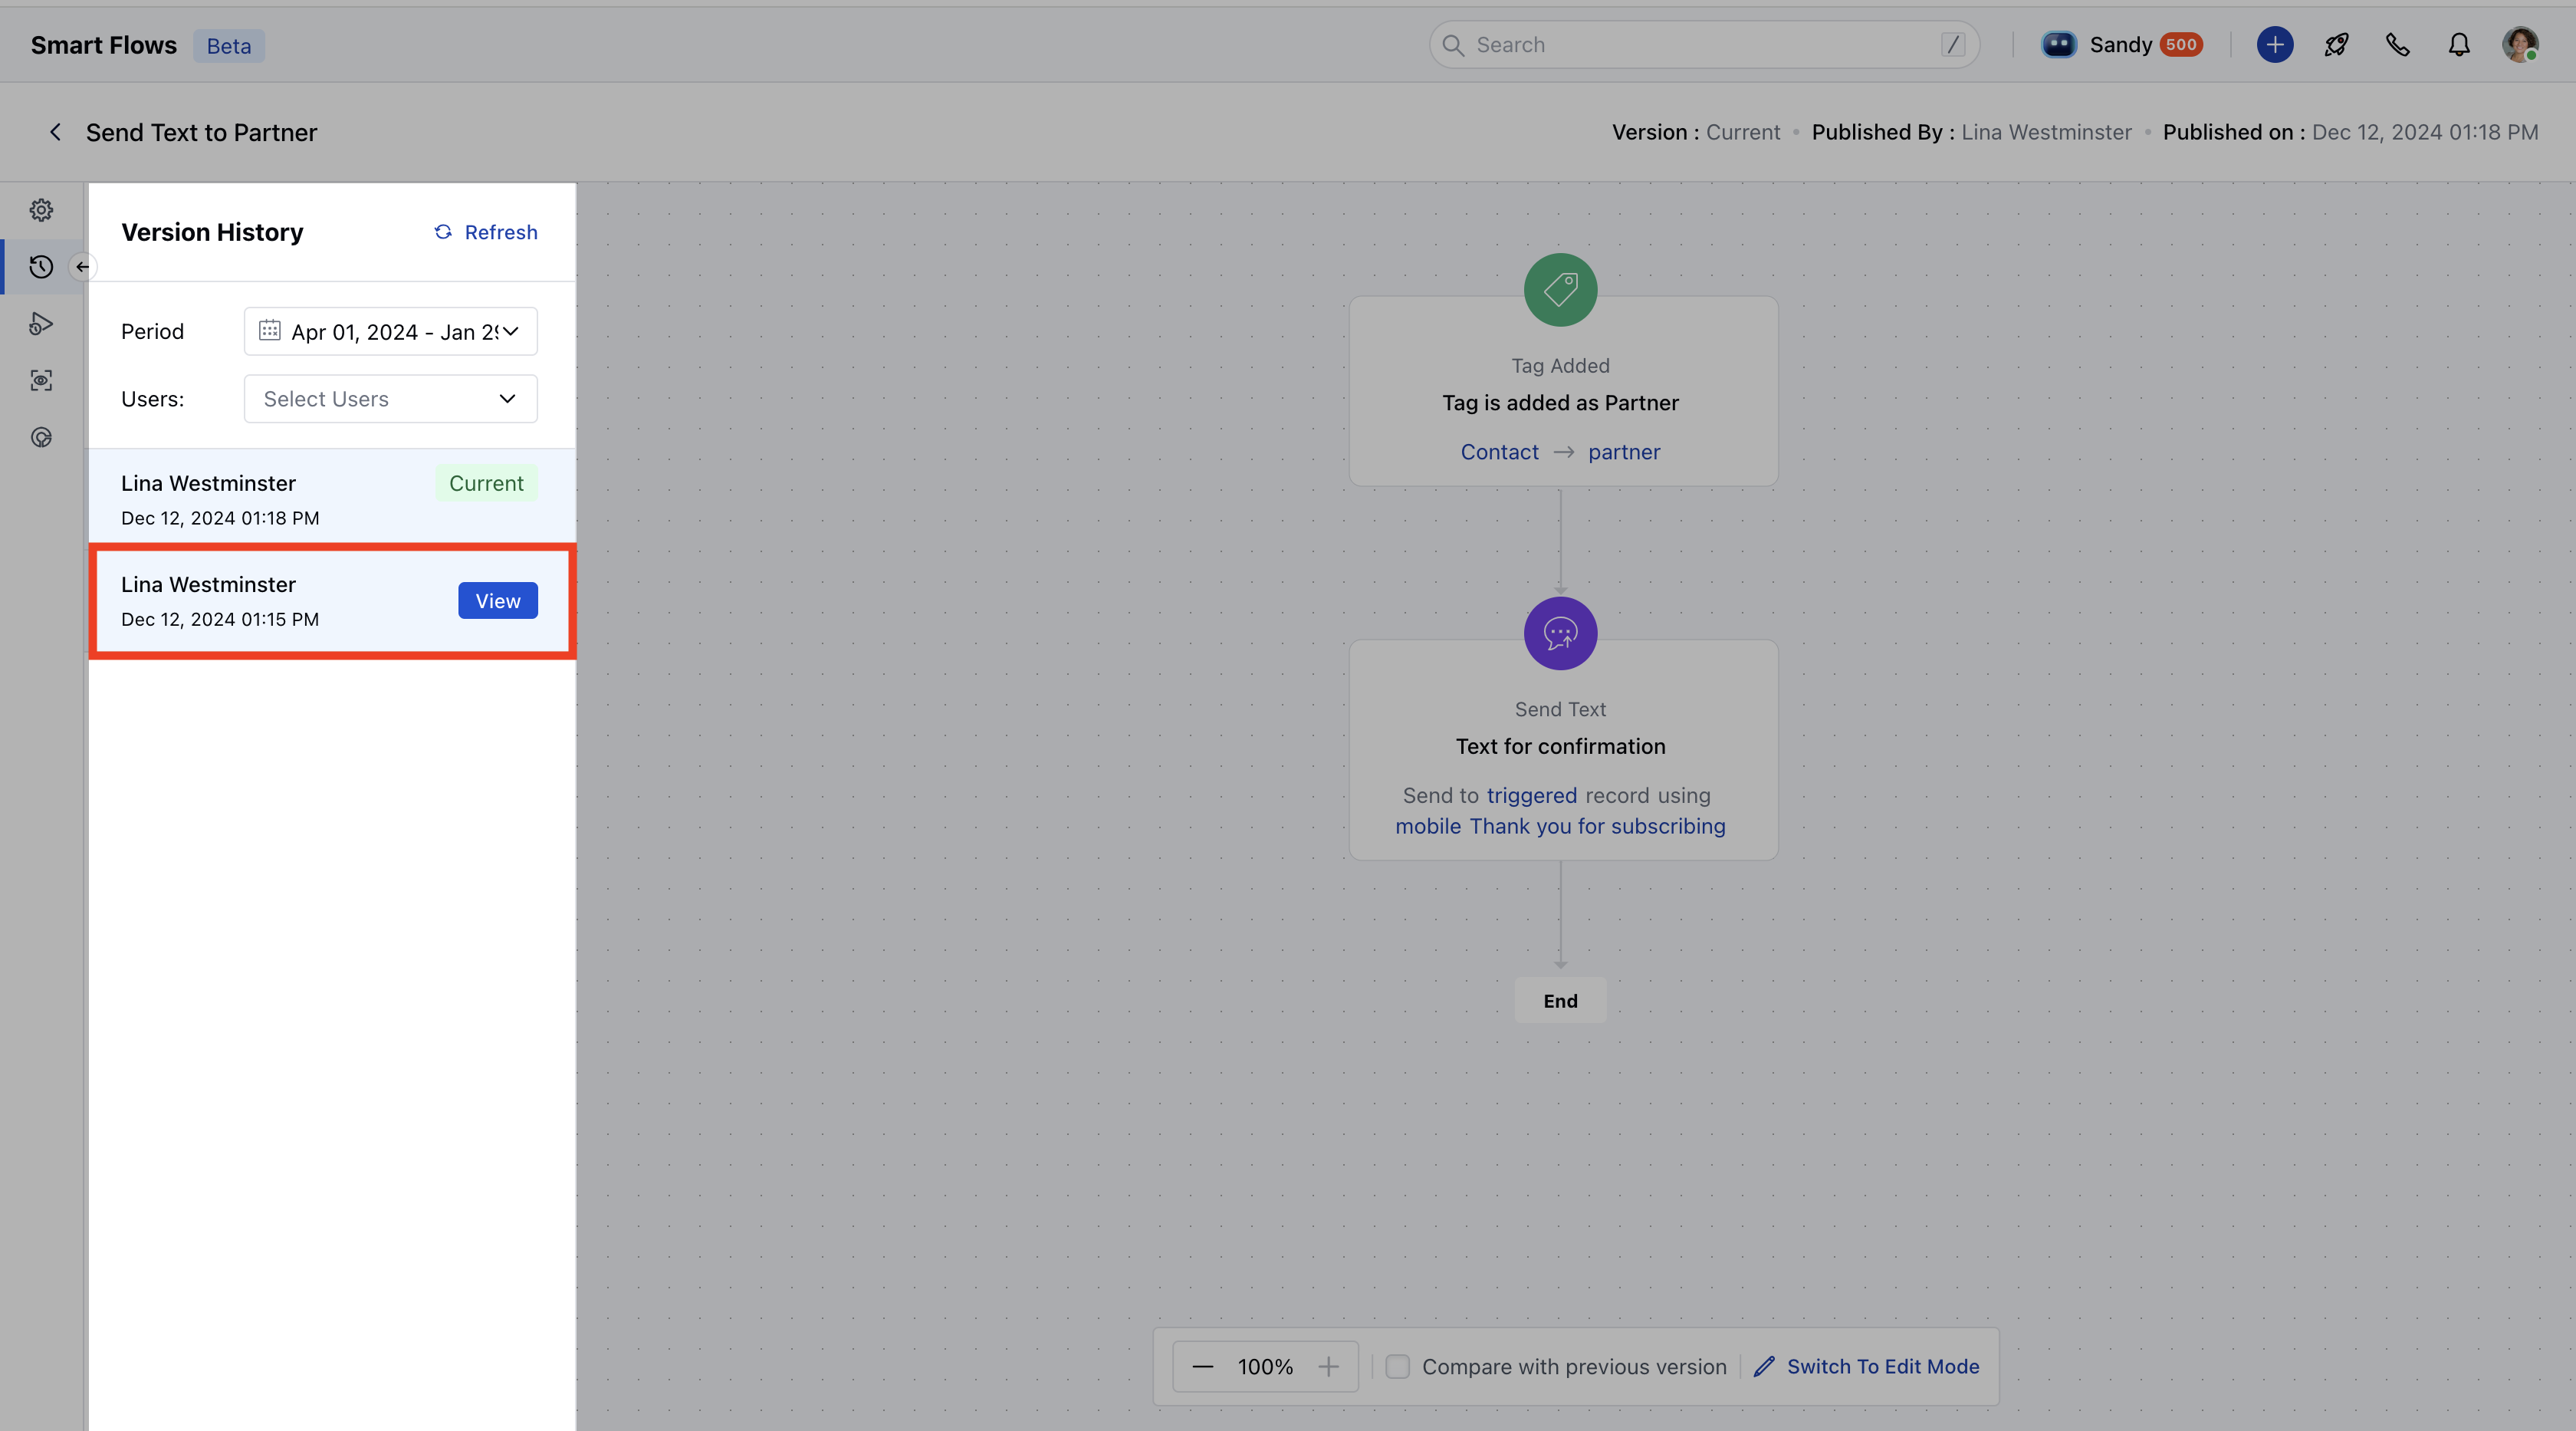 Smart Flows Beta
Search /
Sandy 500
Send Text to Partner
Version : Current • Published By : Lina Westminster • Published on : Dec 12, 2024 01:18 PM
Version History
Refresh
Period
Apr 01, 2024 - Jan 29
Users:
Select Users
Lina Westminster
Current
Dec 12, 2024 01:18 PM
Lina Westminster
View
Dec 12, 2024 01:15 PM
Tag Added
Tag is added as Partner
Contact → partner
Send Text
Text for confirmation
Send to triggered record using
mobile Thank you for subscribing
End
100%
Compare with previous version
Switch To Edit Mode